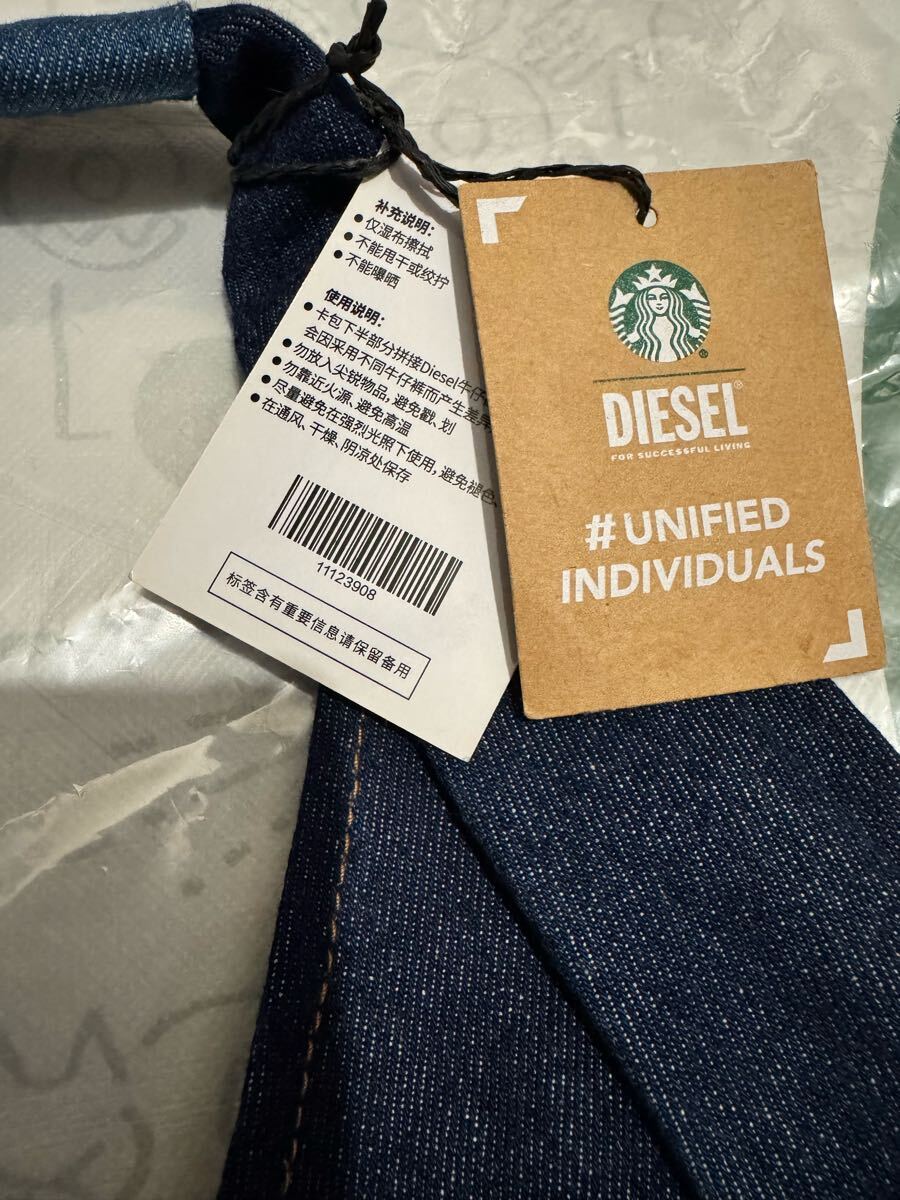 补充说明:
● 仅湿布擦拭
● 不能甩干或绞拧
● 不能曝晒
使用说明:
● 卡包下半部分拼接Diesel牛仔
会因采用不同牛仔裤而产生差异
● 勿放入尖锐物品, 避免戳、划
● 勿靠近火源、避免高温
● 尽量避免在强烈光照下使用, 避免褪色、
● 在通风、干燥、阴凉处保存
11123908
标签含有重要信息请保留备用
®
DIESEL®
FOR SUCCESSFUL LIVING
# UNIFIED
INDIVIDUALS